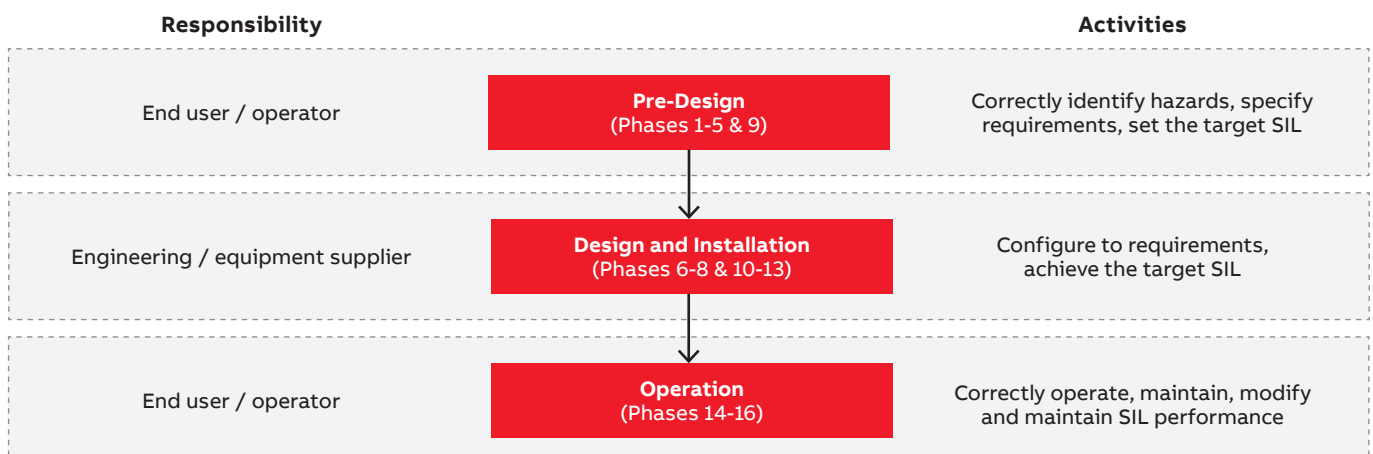 Responsibility
Activities
End user / operator
Pre-Design
(Phases 1-5 & 9)
Correctly identify hazards, specify
requirements, set the target SIL
Engineering / equipment supplier
Design and Installation
(Phases 6-8 & 10-13)
Configure to requirements,
achieve the target SIL
End user / operator
Operation
(Phases 14-16)
Correctly operate, maintain, modify
and maintain SIL performance